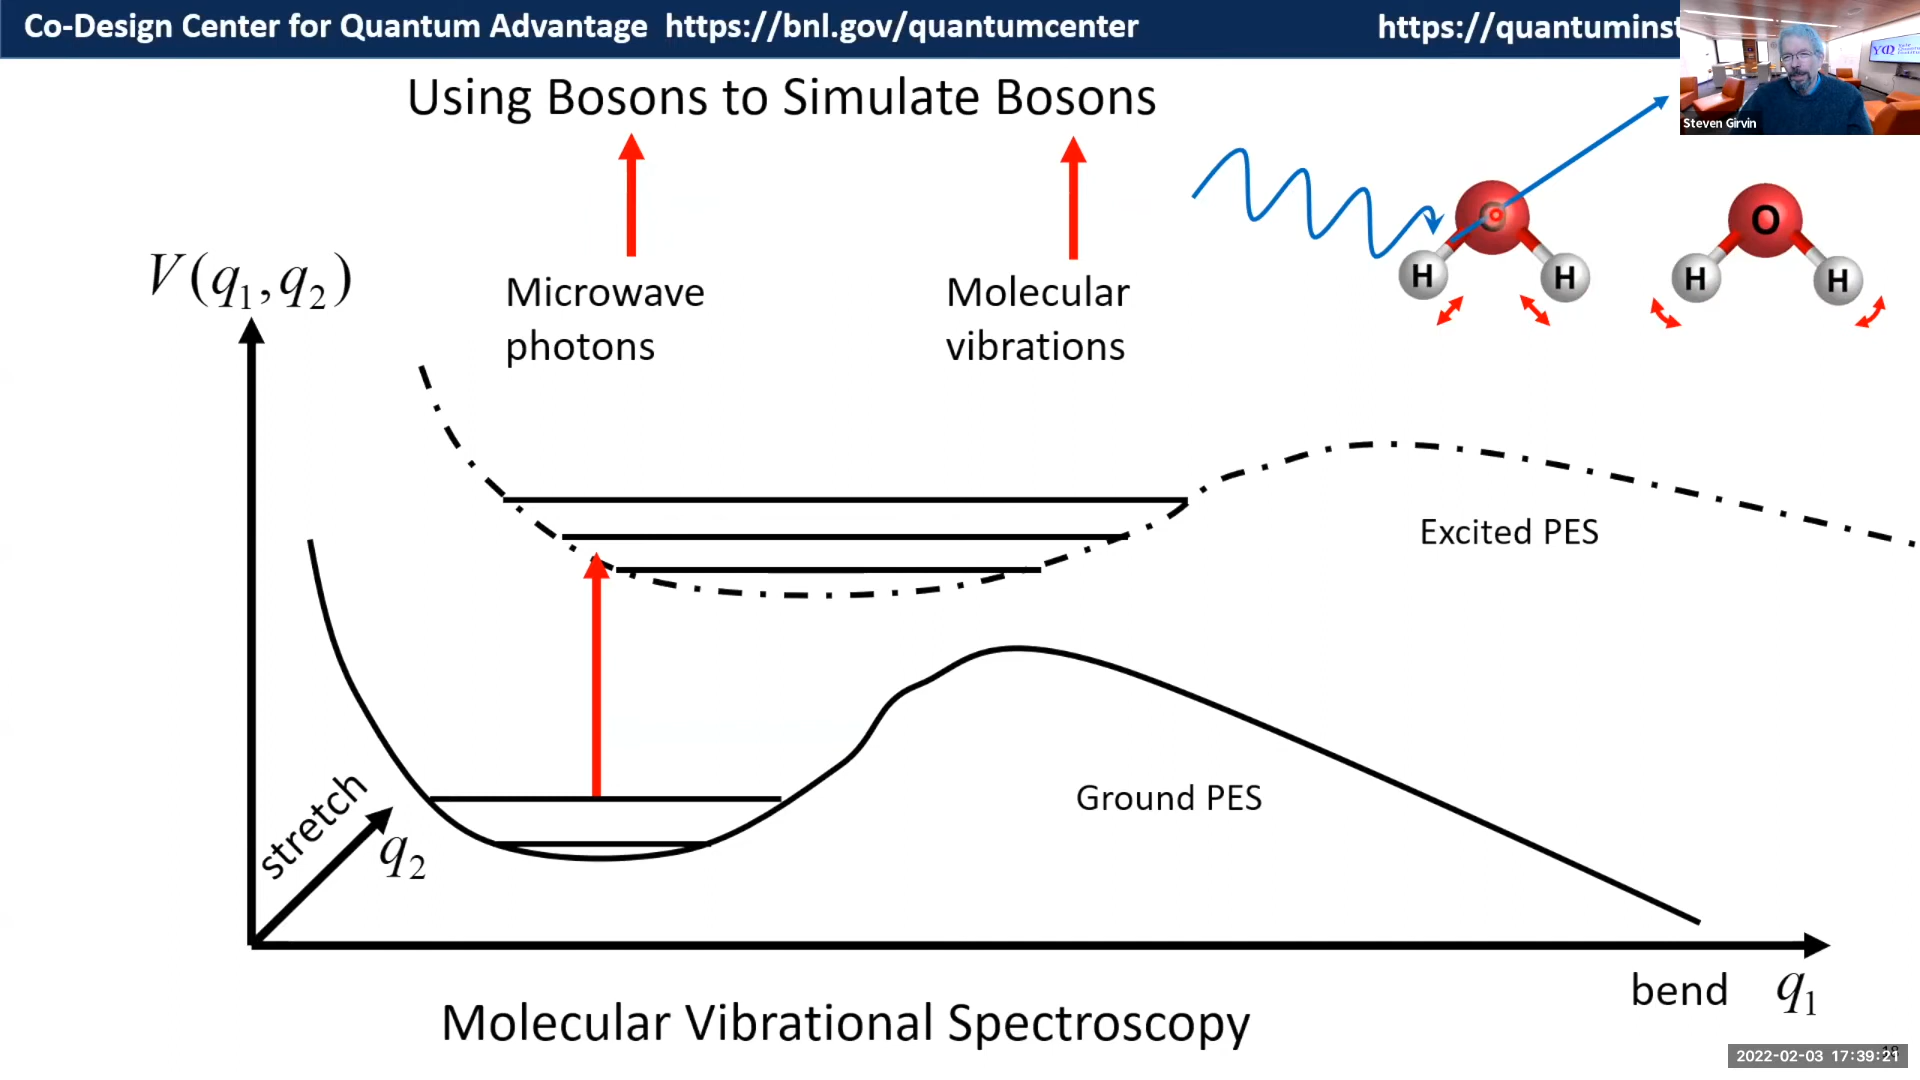 Co-Design Center for Quantum Advantage https://bnl.gov/quantumcenter https://quantuminst
Steven Girvin
Using Bosons to Simulate Bosons
Microwave
photons
Molecular
vibrations
H H
O
H H
V(q₁,q₂)
Excited PES
Ground PES
stretch
q₂
bend q₁
Molecular Vibrational Spectroscopy
2022-02-03 17:39:21